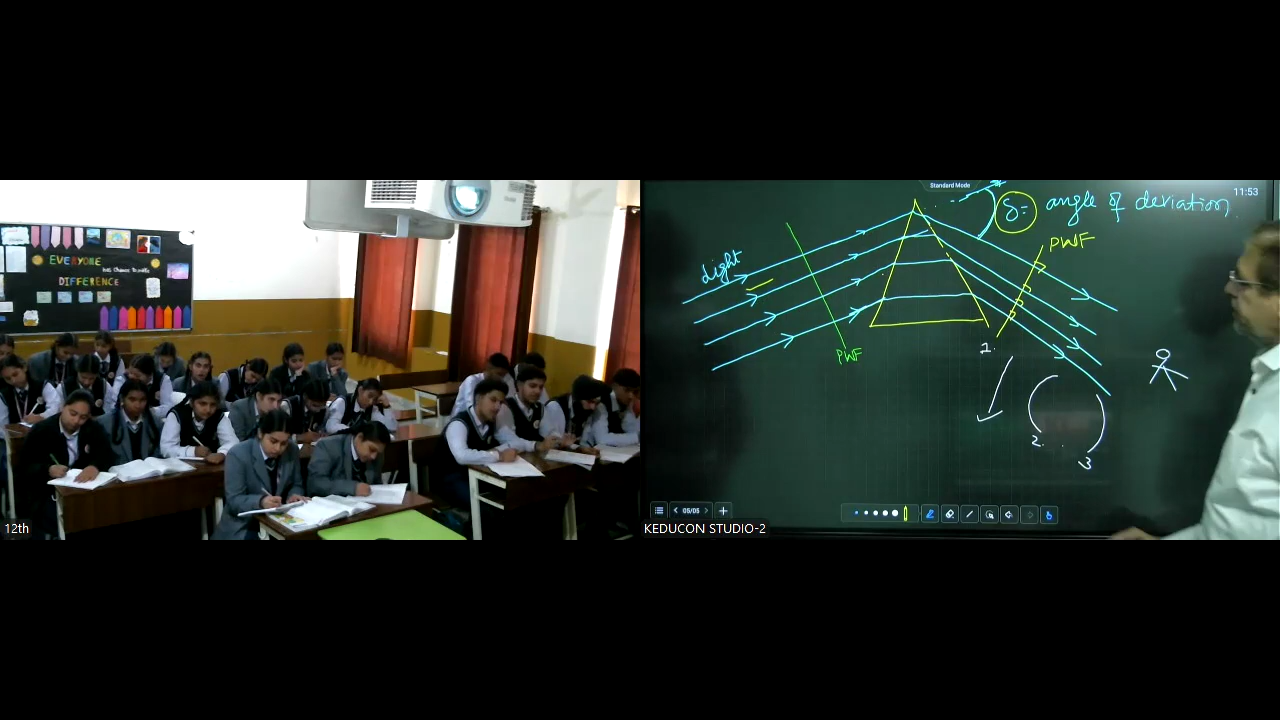 EVERYONE
DIFFERENCE
12th
Standard Mode
11:53
δ = angle of deviation
PWF
Light
PWF
1.
2.
3
05/05
KEDUCON STUDIO-2